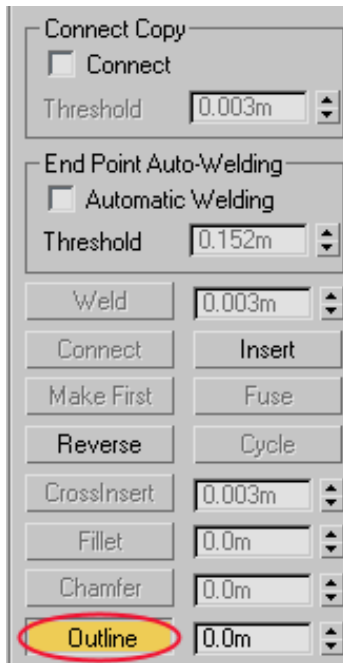 Connect Copy
Connect
Threshold 0.003m
End Point Auto-Welding
Automatic Welding
Threshold 0.152m
Weld 0.003m
Connect Insert
Make First Fuse
Reverse Cycle
CrossInsert 0.003m
Fillet 0.0m
Chamfer 0.0m
Outline 0.0m